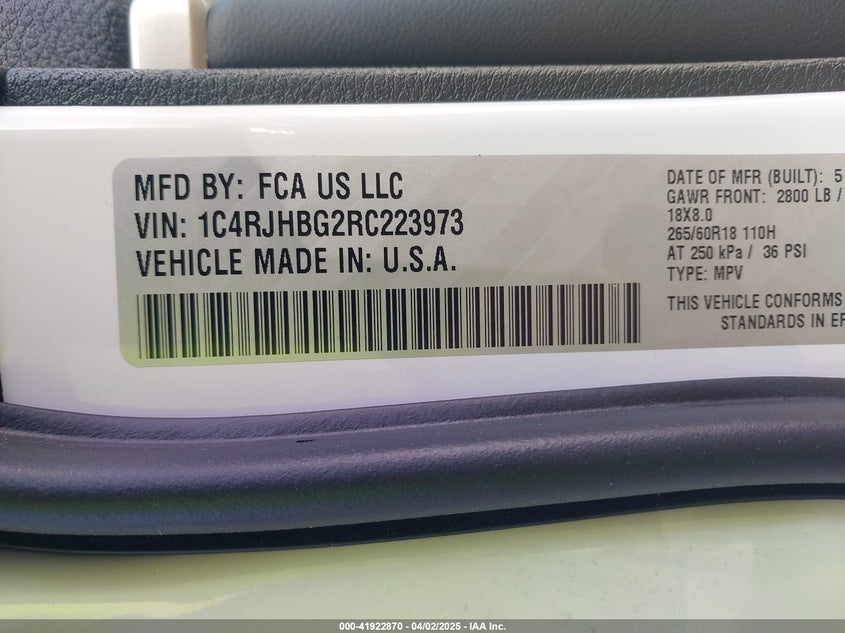 MFD BY: FCA US LLC
VIN: 1C4RJHBG2RC223973
VEHICLE MADE IN: U.S.A.
DATE OF MFR (BUILT): 5
GAWR FRONT: 2800 LB /
18X8.0
265/60R18 110H
AT 250 kPa / 36 PSI
TYPE: MPV
THIS VEHICLE CONFORMS
STANDARDS IN EF
000-41922870 - 04/02/2025 - IAA Inc.